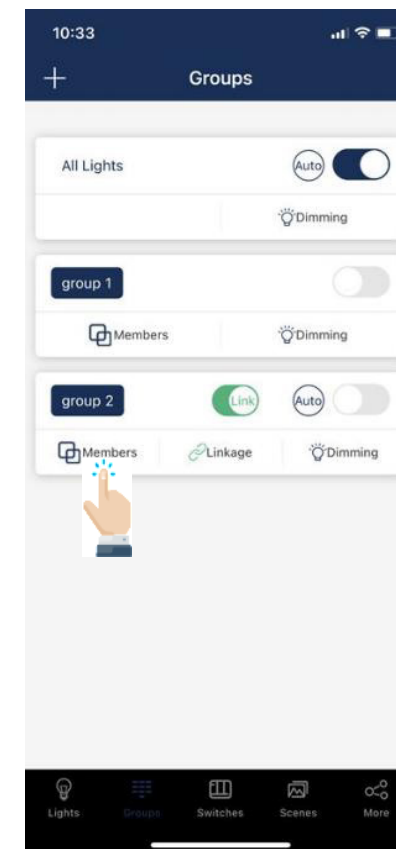 10:33
Groups
All Lights Auto
Dimming
group 1
Members Dimming
group 2 Link Auto
Members Linkage Dimming
Lights Groups Switches Scenes More